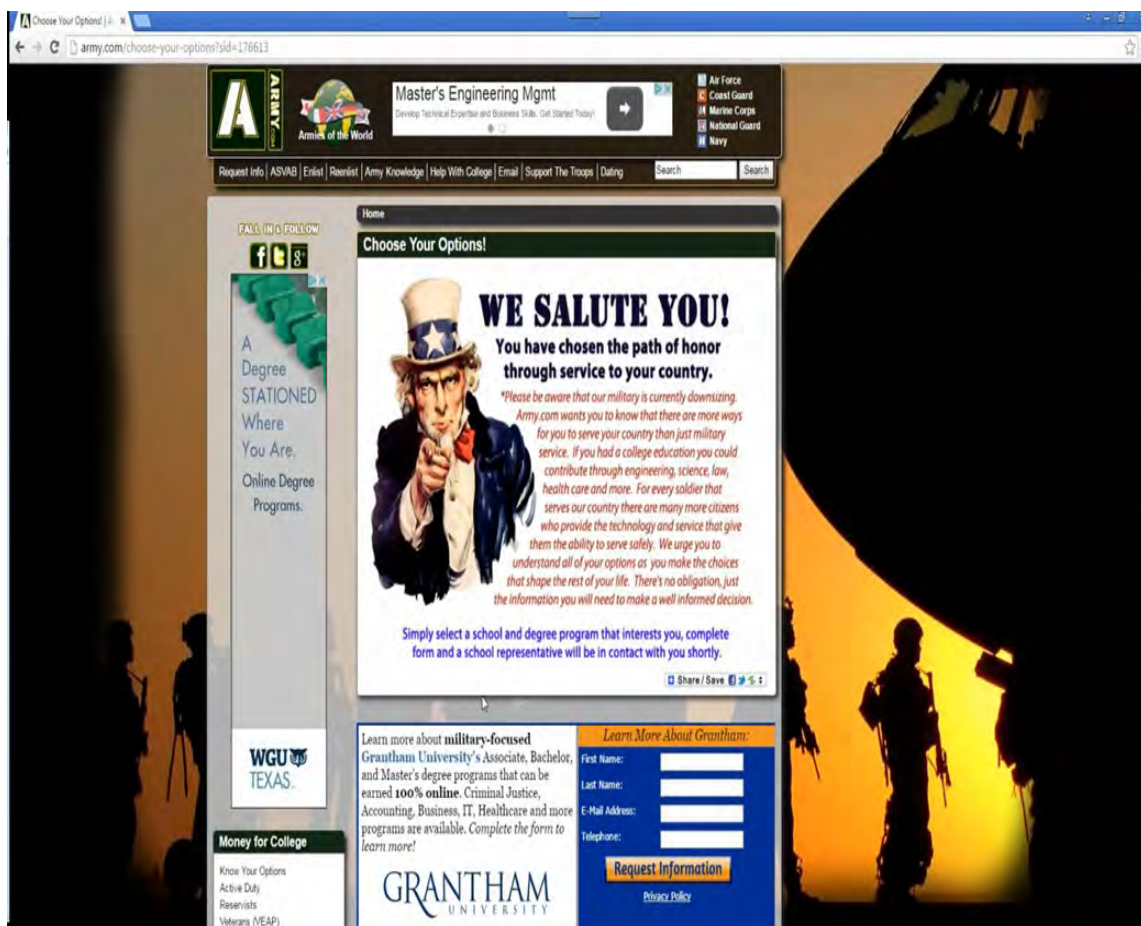 Choose Your Options! | A
army.com/choose-your-options?sid=176613
A
ARMY.COM
Armies of the World
Master's Engineering Mgmt
Develop Technical Expertise and Business Skills. Get Started Today!
Air Force
Coast Guard
Marine Corps
National Guard
Navy
Request Info | ASVAB | Enlist | Reenlist | Army Knowledge | Help With College | Email | Support The Troops | Dating
Search
Search
FALL IN & FOLLOW
A
Degree
STATIONED
Where
You Are.
Online Degree
Programs.
WGU
TEXAS
Money for College
Know Your Options
Active Duty
Reservists
Veterans (VEAP)
Home
Choose Your Options!
WE SALUTE YOU!
You have chosen the path of honor
through service to your country.
*Please be aware that our military is currently downsizing.
Army.com wants you to know that there are more ways
for you to serve your country than just military
service. If you had a college education you could
contribute through engineering, science, law,
health care and more. For every soldier that
serves our country there are many more citizens
who provide the technology and service that give
them the ability to serve safely. We urge you to
understand all of your options as you make the choices
that shape the rest of your life. There's no obligation, just
the information you will need to make a well informed decision.
Simply select a school and degree program that interests you, complete
form and a school representative will be in contact with you shortly.
Share / Save
Learn more about military-focused
Grantham University's Associate, Bachelor,
and Master's degree programs that can be
earned 100% online. Criminal Justice,
Accounting, Business, IT, Healthcare and more
programs are available. Complete the form to
learn more!
GRANTHAM
UNIVERSITY
Learn More About Grantham:
First Name:
Last Name:
E-Mail Address:
Telephone:
Request Information
Privacy Policy